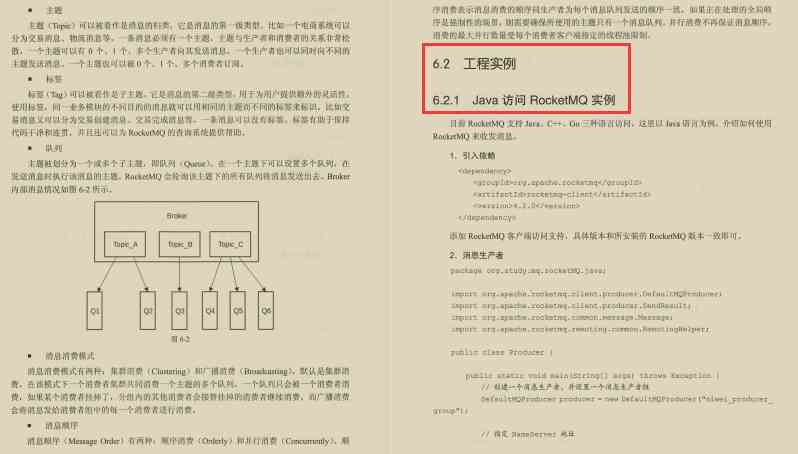 ■ 主题
主题（Topic）可以被看作是消息的归类，它是消息的第一级类型。比如一个电商系统可以
分为交易消息、物流消息等，一条消息必须有一个主题。主题与生产者和消费者的关系非常松
散，一个主题可以有 0 个、1 个、多个生产者向其发送消息，一个生产者也可以同时向不同的
主题发送消息。一个主题也可以被 0 个、1 个、多个消费者订阅。
■ 标签
标签（Tag）可以被看作是子主题，它是消息的第二级类型，用于为用户提供额外的灵活性。
使用标签，同一业务模块的不同目的的消息就可以用相同的主题而不同的标签来标识。比如交
易消息又可以分为交易创建消息、交易完成消息等，一条消息可以没有标签。标签有助于保持
代码干净和连贯，并且还可以为 RocketMQ 的查询系统提供帮助。
■ 队列
主题被划分为一个或多个子主题，即队列（Queue）。在一个主题下可以设置多个队列，在
发送消息时执行该消息的主题，RocketMQ 会轮询该主题下的所有队列将消息发送出去。Broker
内部消息情况如图 6-2 所示。
Broker
Topic_A Topic_B Topic_C
Q1 Q2 Q3 Q4 Q5 Q6
图 6-2
■ 消息消费模式
消息消费模式有两种：集群消费（Clustering）和广播消费（Broadcasting）。默认是集群消
费，在该模式下一个消费者集群共同消费一个主题的多个队列，一个队列只会被一个消费者消
费，如果某个消费者挂掉了，分组内的其他消费者会接替挂掉的消费者继续消费。而广播消费
会将消息发给消费者组中的每一个消费者进行消费。
■ 消息顺序
消息顺序（Message Order）有两种：顺序消费（Orderly）和并行消费（Concurrently）。顺
序消费表示消息消费的顺序同生产者为每个消息队列发送的顺序一致，如果正在处理的全局顺
序是强制性的场景，则需要确保所使用的主题只有一个消息队列。并行消费不再保证消息顺序，
消费的最大并行数量受每个消费者客户端指定的线程池限制。
6.2 工程实例
6.2.1 Java 访问 RocketMQ 实例
目前 RocketMQ 支持 Java、C++、Go 三种语言访问，这里以 Java 语言为例，介绍如何使用
RocketMQ 来收发消息。
1．引入依赖
<dependency>
<groupId>org.apache.rocketmq</groupId>
<artifactId>rocketmq-client</artifactId>
<version>4.2.0</version>
</dependency>
添加 RocketMQ 客户端访问支持，具体版本和所安装的 RocketMQ 版本一致即可。
2．消息生产者
package org.study.mq.rocketMQ.java;
import org.apache.rocketmq.client.producer.DefaultMQProducer;
import org.apache.rocketmq.client.producer.SendResult;
import org.apache.rocketmq.common.message.Message;
import org.apache.rocketmq.remoting.common.RemotingHelper;
public class Producer {
public static void main(String[] args) throws Exception {
// 创建一个消息生产者，并设置一个消息生产者组
DefaultMQProducer producer = new DefaultMQProducer("niwei_producer_
group");
// 指定 NameServer 地址